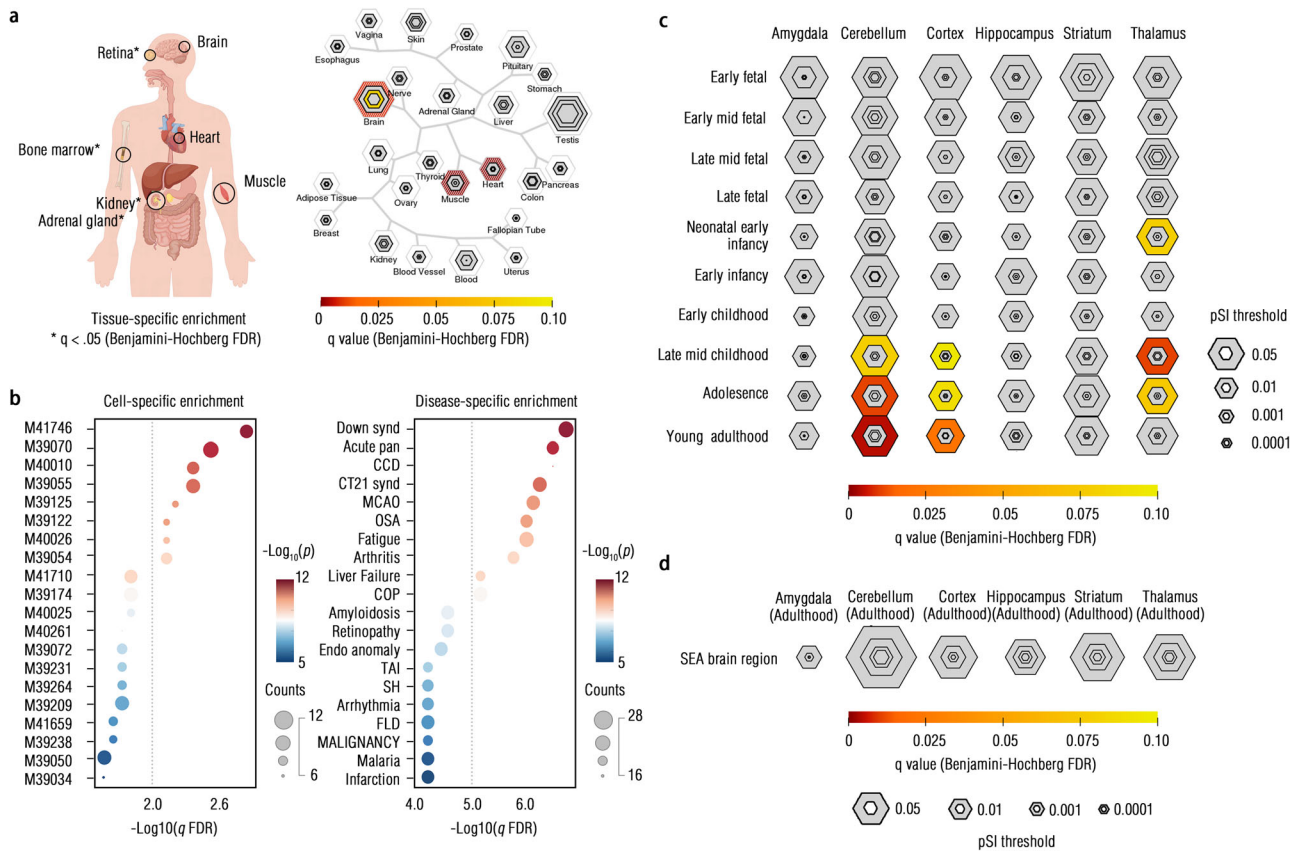 a
Retina*
Brain
Bone marrow*
Heart
Muscle
Kidney*
Adrenal gland*
Tissue-specific enrichment
* q < .05 (Benjamini-Hochberg FDR)
Vagina
Skin
Prostate
Esophagus
Pituitary
Stomach
Nerve
Adrenal Gland
Liver
Brain
Testis
Lung
Thyroid
Heart
Pancreas
Muscle
Colon
Adipose Tissue
Ovary
Fallopian Tube
Breast
Kidney
Blood Vessel
Blood
Uterus
0 0.025 0.05 0.075 0.10
q value (Benjamini-Hochberg FDR)
b
Cell-specific enrichment
M41746
M39070
M40010
M39055
M39125
M39122
M40026
M39054
M41710
M39174
M40025
M40261
M39072
M39231
M39264
M39209
M41659
M39238
M39050
M39034
2.0 2.6
-Log10(q FDR)
-Log10(p)
12
5
Counts
12
6
Disease-specific enrichment
Down synd
Acute pan
CCD
CT21 synd
MCAO
OSA
Fatigue
Arthritis
Liver Failure
COP
Amyloidosis
Retinopathy
Endo anomaly
TAI
SH
Arrhythmia
FLD
MALIGNANCY
Malaria
Infarction
4.0 5.0 6.0
-Log10(q FDR)
-Log10(p)
12
5
Counts
28
16
c
Amygdala Cerebellum Cortex Hippocampus Striatum Thalamus
Early fetal
Early mid fetal
Late mid fetal
Late fetal
Neonatal early
infancy
Early infancy
Early childhood
Late mid childhood
Adolesence
Young adulthood
pSI threshold
0.05
0.01
0.001
0.0001
0 0.025 0.05 0.075 0.10
q value (Benjamini-Hochberg FDR)
d
Amygdala Cerebellum Cortex Hippocampus Striatum Thalamus
(Adulthood) (Adulthood) (Adulthood) (Adulthood) (Adulthood) (Adulthood)
SEA brain region
0 0.025 0.05 0.075 0.10
q value (Benjamini-Hochberg FDR)
0.05 0.01 0.001 0.0001
pSI threshold